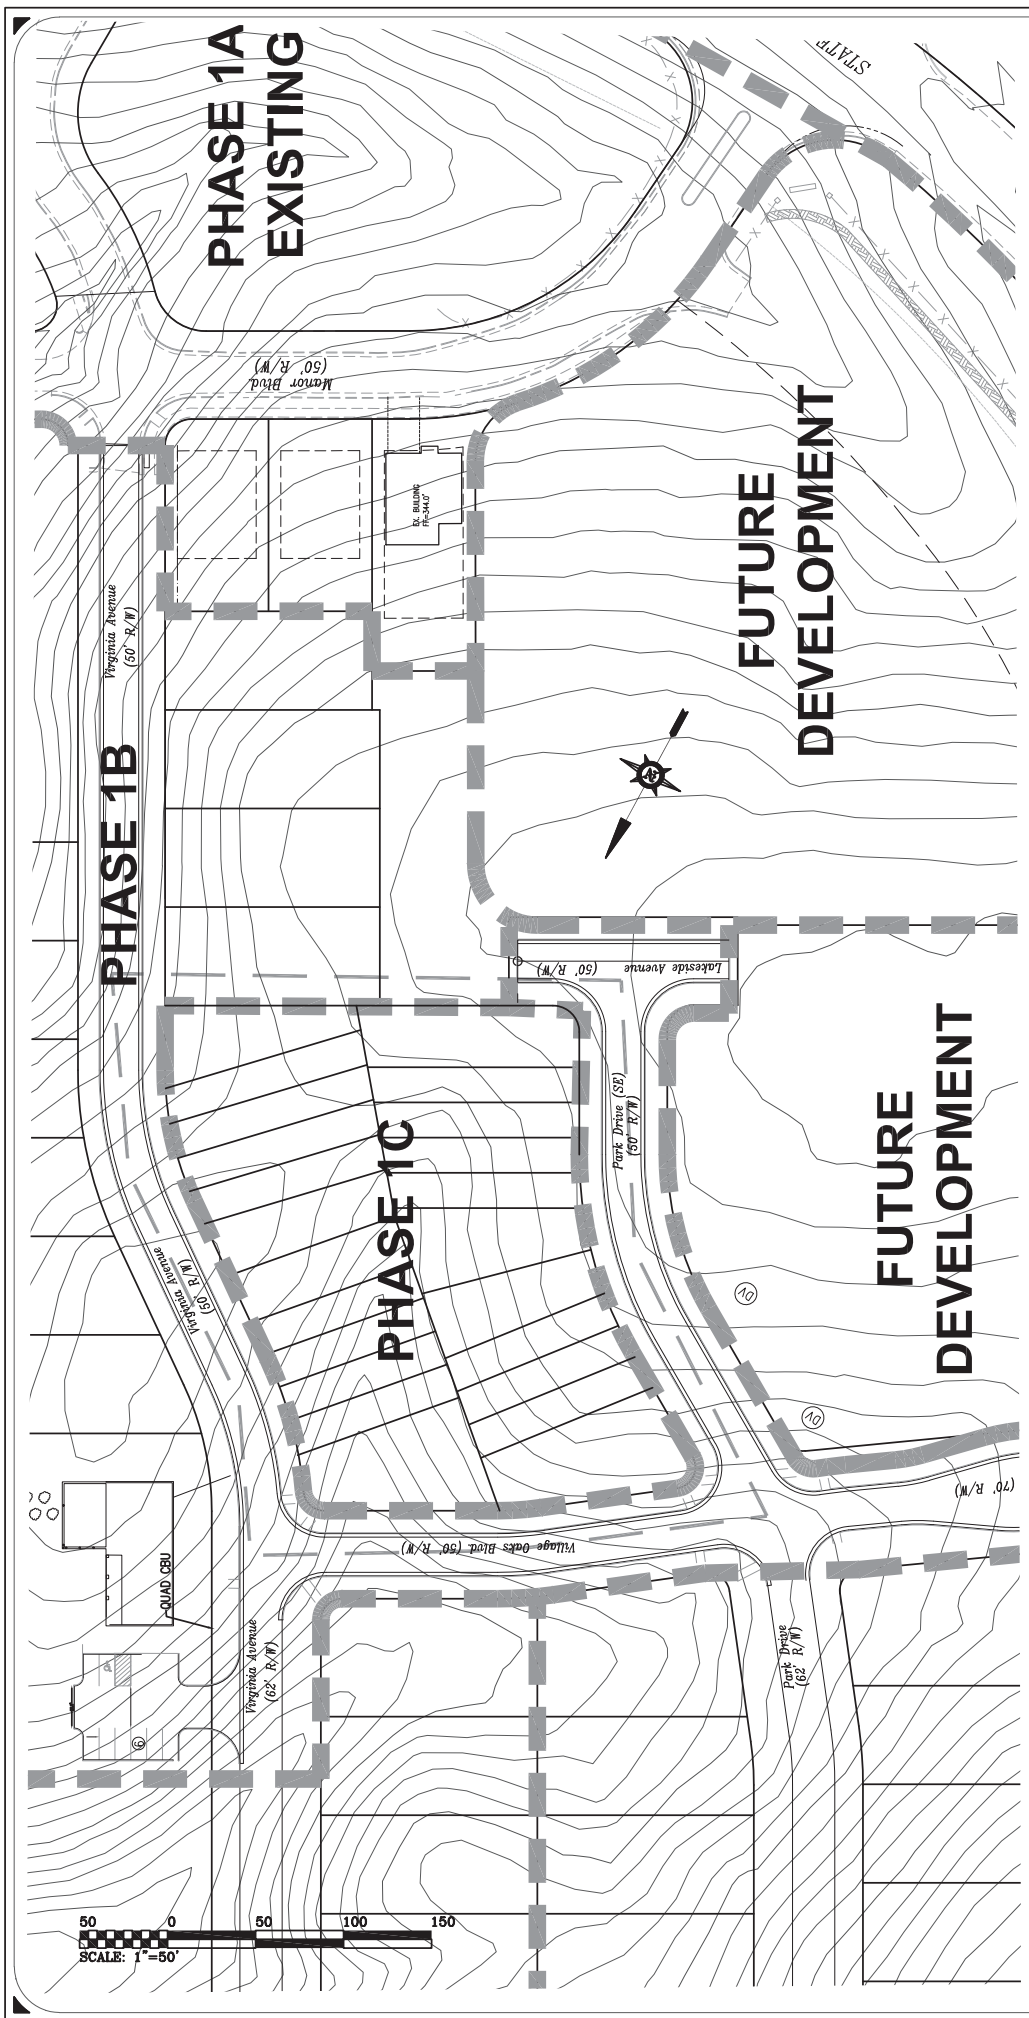 PHASE 1A
EXISTING
STATE
Manor Blvd
(50' R/W)
EX. BUILDING
FF=344.0'
Virginia Avenue
(50' R/W)
FUTURE
DEVELOPMENT
PHASE 1B
Lakeside Avenue (50' R/W)
Park Drive (SE)
(50' R/W)
FUTURE
DEVELOPMENT
PHASE 1C
Virginia Avenue
(50' R/W)
DV
DV
(70' R/W)
QUAD CBU
Village Oaks Blvd. (50' R/W)
Virginia Avenue
(62' R/W)
Park Drive
(62' R/W)
50 0 50 100 150
SCALE: 1"=50'